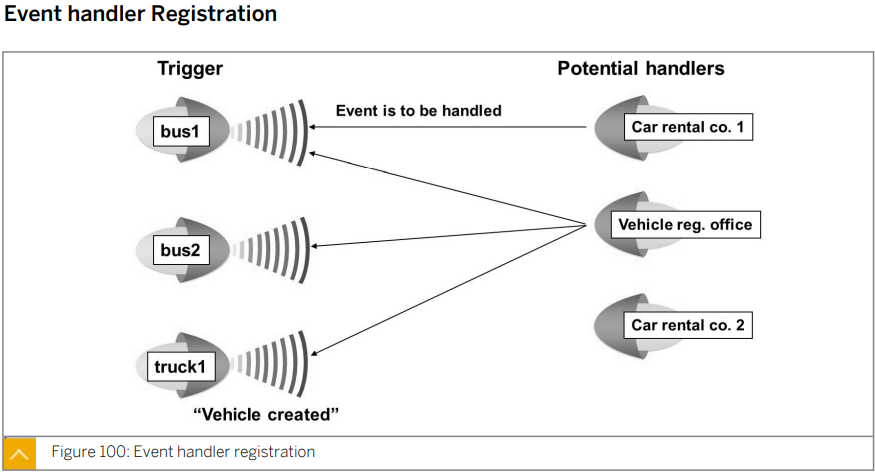 Event handler Registration
Trigger
Potential handlers
Event is to be handled
bus1
Car rental co. 1
Vehicle reg. office
bus2
Car rental co. 2
truck1
“Vehicle created”
Figure 100: Event handler registration